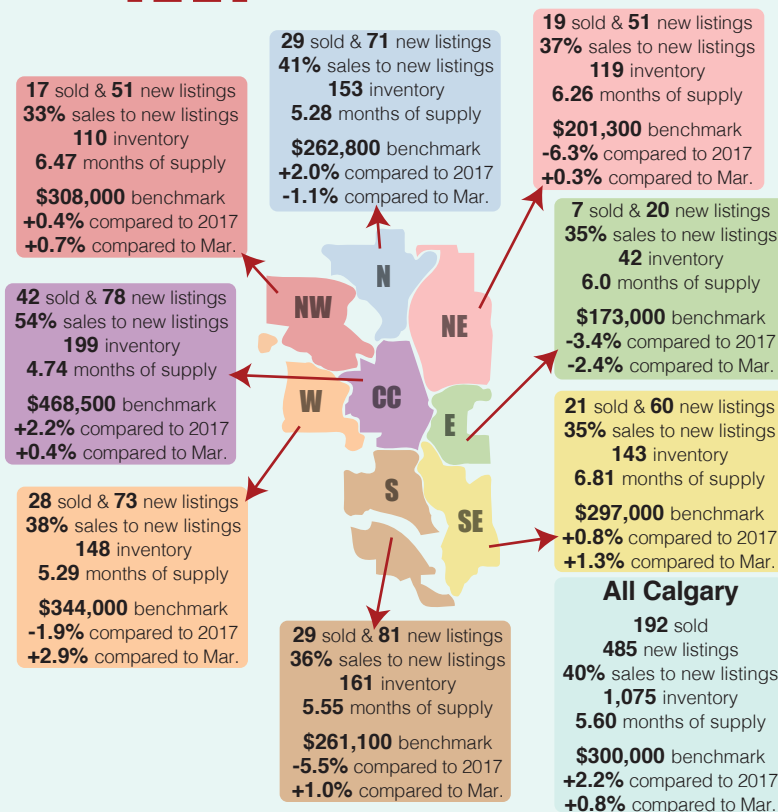 29 sold & 71 new listings
41% sales to new listings
153 inventory
5.28 months of supply
$262,800 benchmark
+2.0% compared to 2017
-1.1% compared to Mar.
19 sold & 51 new listings
37% sales to new listings
119 inventory
6.26 months of supply
$201,300 benchmark
-6.3% compared to 2017
+0.3% compared to Mar.
17 sold & 51 new listings
33% sales to new listings
110 inventory
6.47 months of supply
$308,000 benchmark
+0.4% compared to 2017
+0.7% compared to Mar.
7 sold & 20 new listings
35% sales to new listings
42 inventory
6.0 months of supply
$173,000 benchmark
-3.4% compared to 2017
-2.4% compared to Mar.
N
NW
NE
42 sold & 78 new listings
54% sales to new listings
199 inventory
4.74 months of supply
$468,500 benchmark
+2.2% compared to 2017
+0.4% compared to Mar.
W
CC
E
21 sold & 60 new listings
35% sales to new listings
143 inventory
6.81 months of supply
$297,000 benchmark
+0.8% compared to 2017
+1.3% compared to Mar.
S
SE
28 sold & 73 new listings
38% sales to new listings
148 inventory
5.29 months of supply
$344,000 benchmark
-1.9% compared to 2017
+2.9% compared to Mar.
29 sold & 81 new listings
36% sales to new listings
161 inventory
5.55 months of supply
$261,100 benchmark
-5.5% compared to 2017
+1.0% compared to Mar.
All Calgary
192 sold
485 new listings
40% sales to new listings
1,075 inventory
5.60 months of supply
$300,000 benchmark
+2.2% compared to 2017
+0.8% compared to Mar.